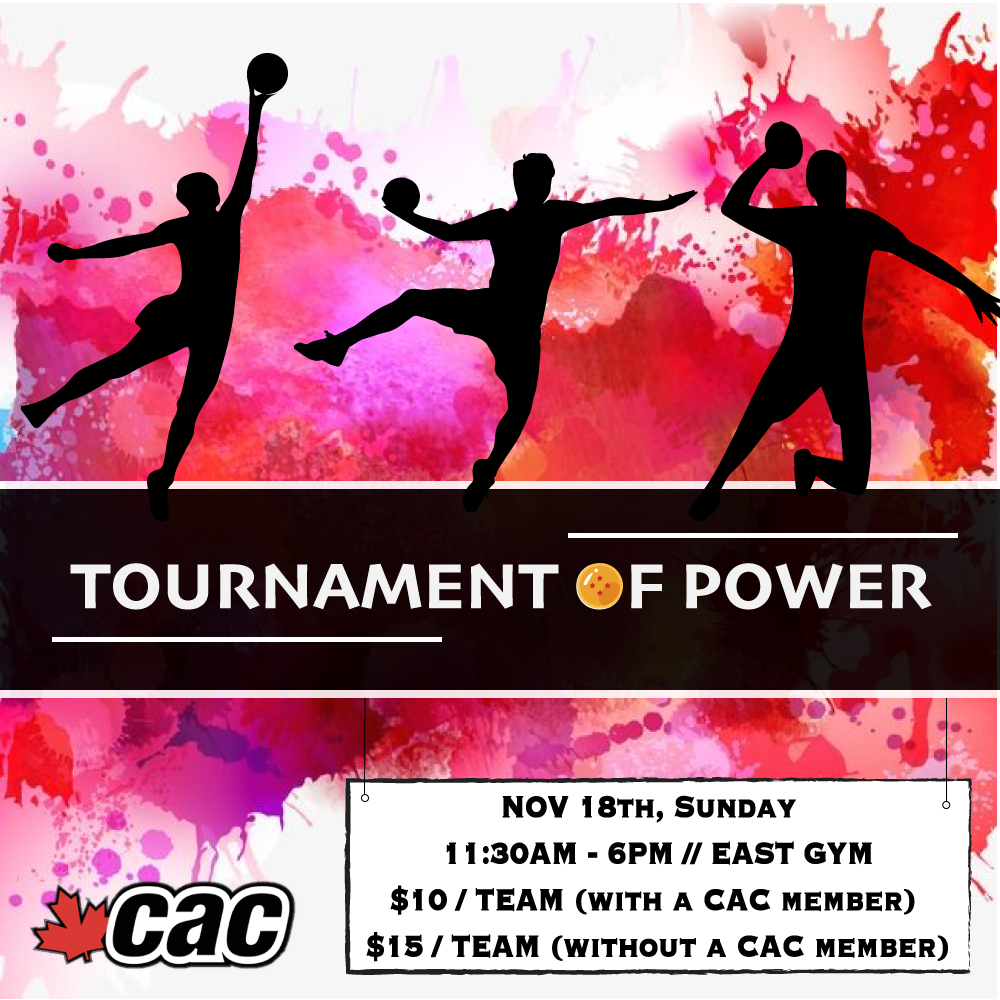 TOURNAMENT OF POWER
NOV 18TH, SUNDAY
11:30AM - 6PM // EAST GYM
$10 / TEAM (WITH A CAC MEMBER)
$15 / TEAM (WITHOUT A CAC MEMBER)
cac